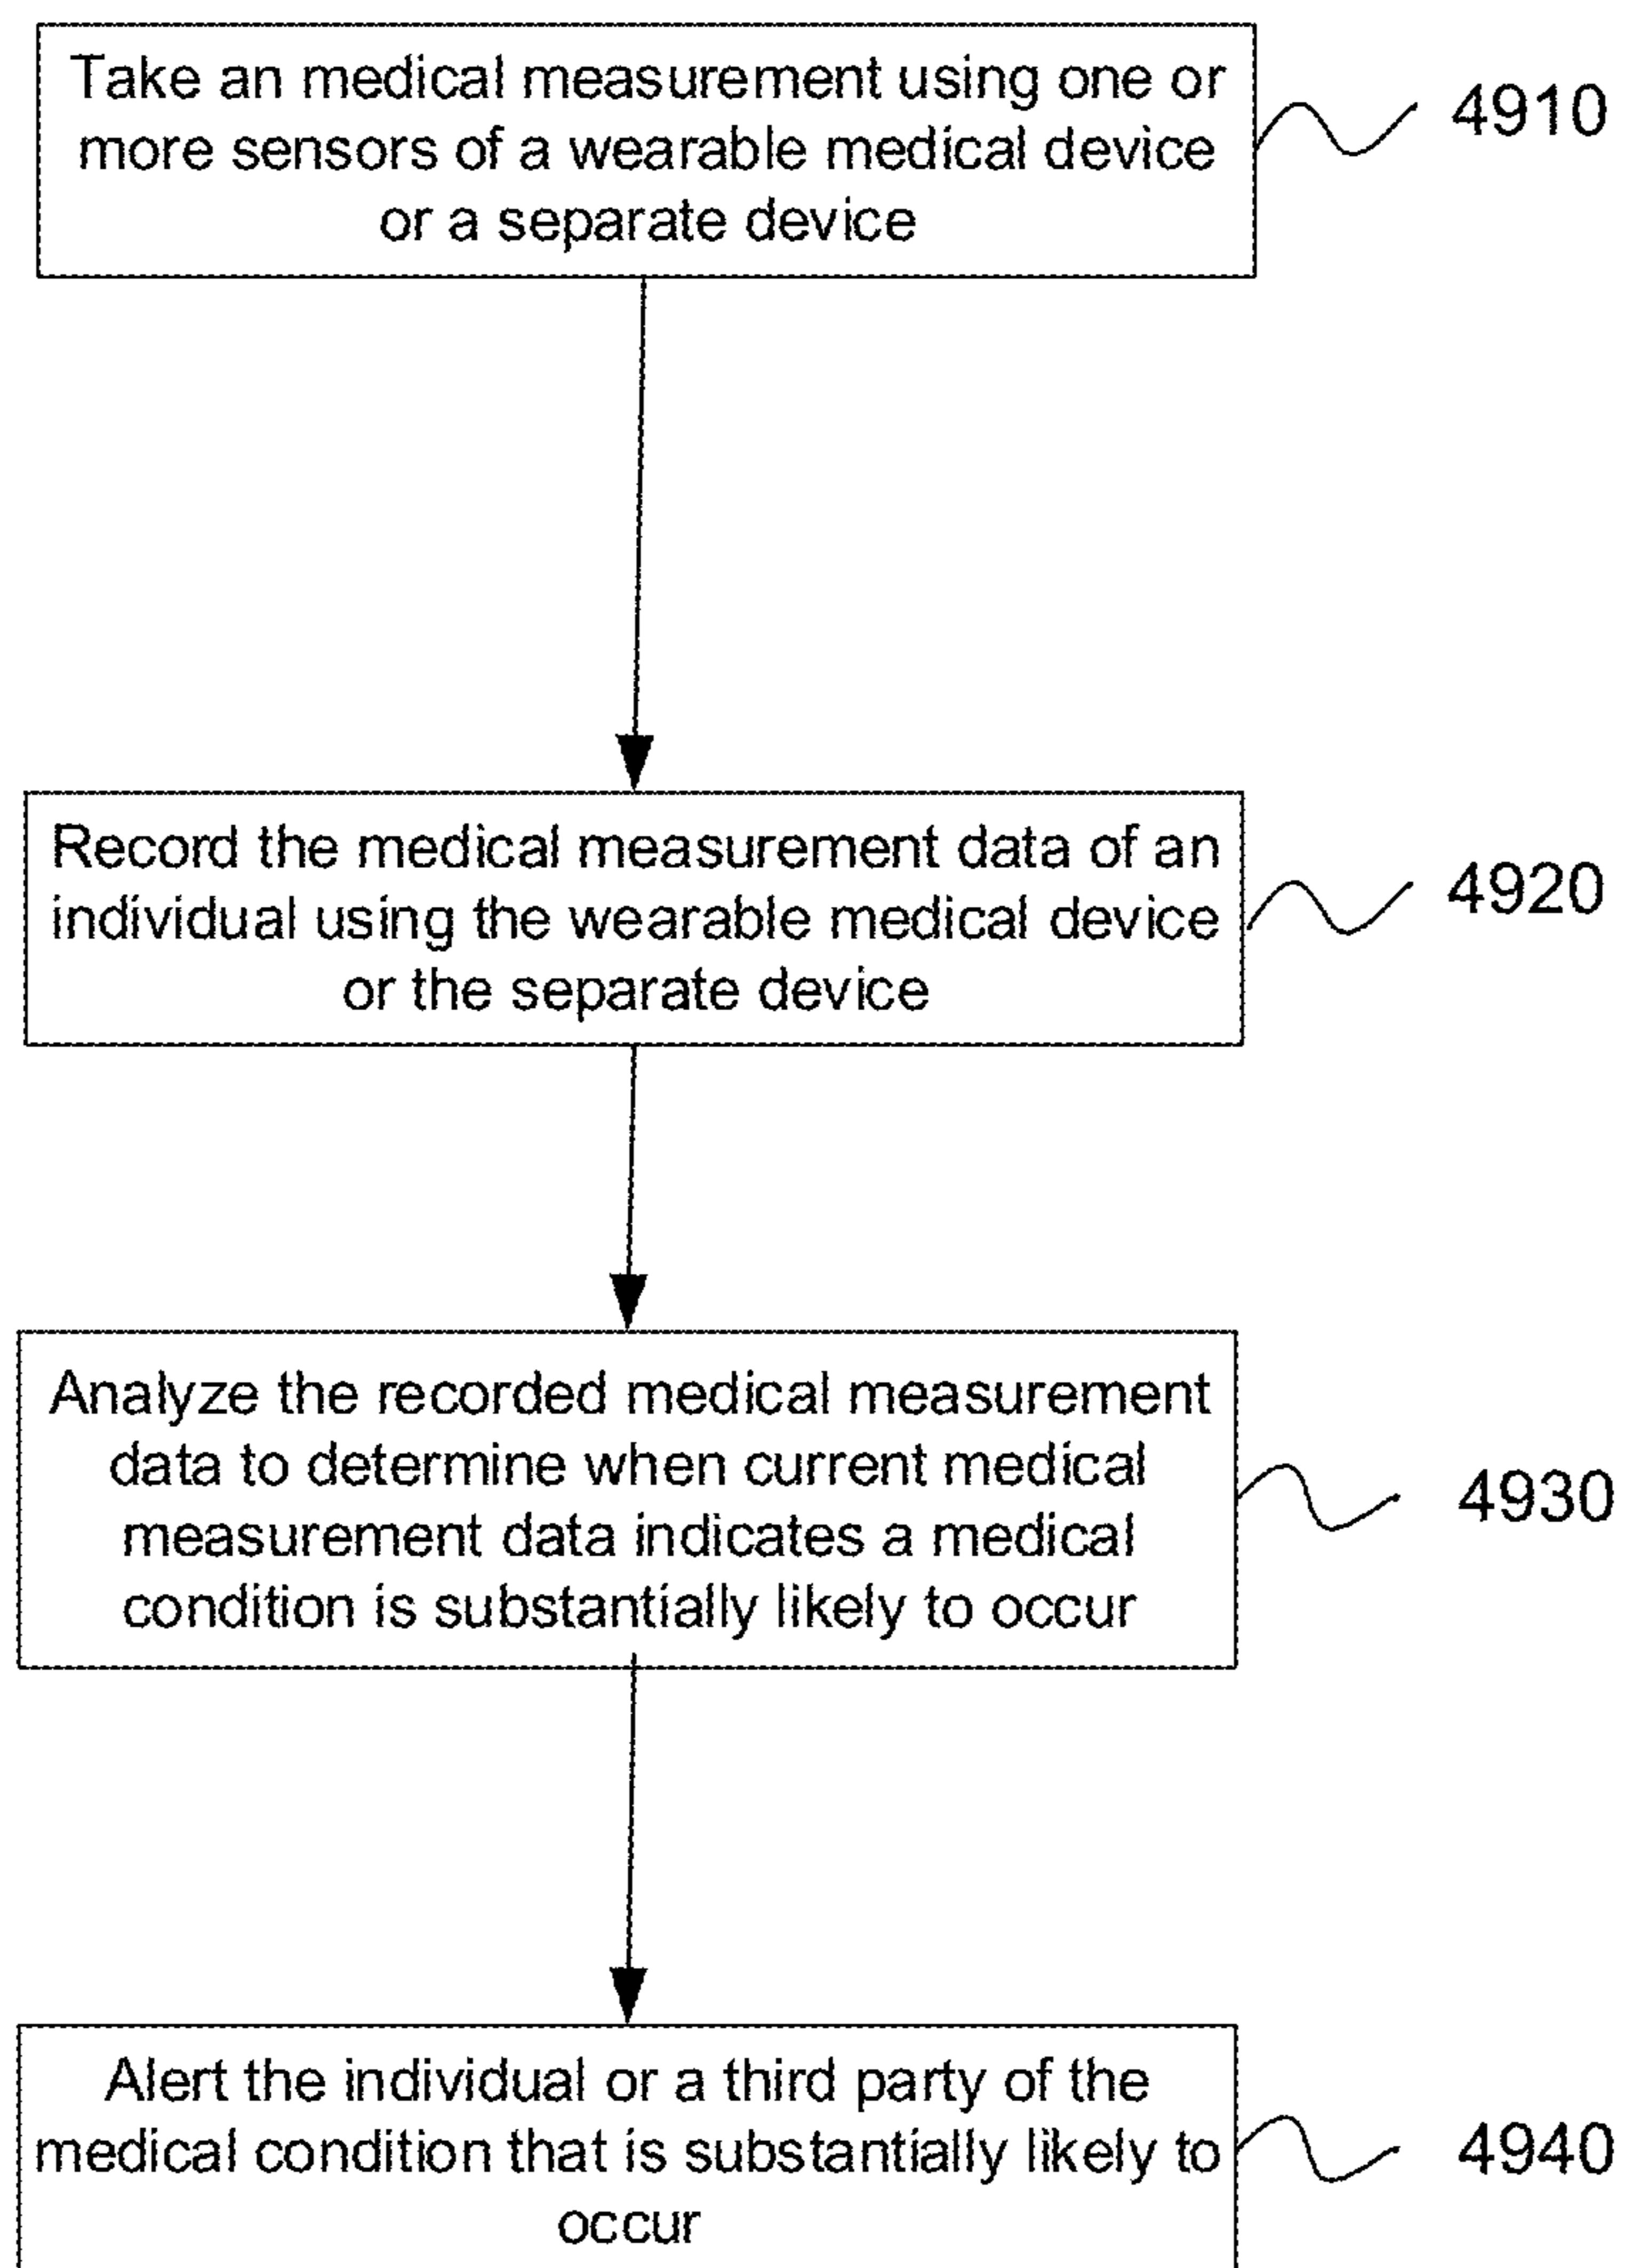 Take an medical measurement using one or
more sensors of a wearable medical device
or a separate device
4910
Record the medical measurement data of an
individual using the wearable medical device
or the separate device
4920
Analyze the recorded medical measurement
data to determine when current medical
measurement data indicates a medical
condition is substantially likely to occur
4930
Alert the individual or a third party of the
medical condition that is substantially likely to
occur
4940